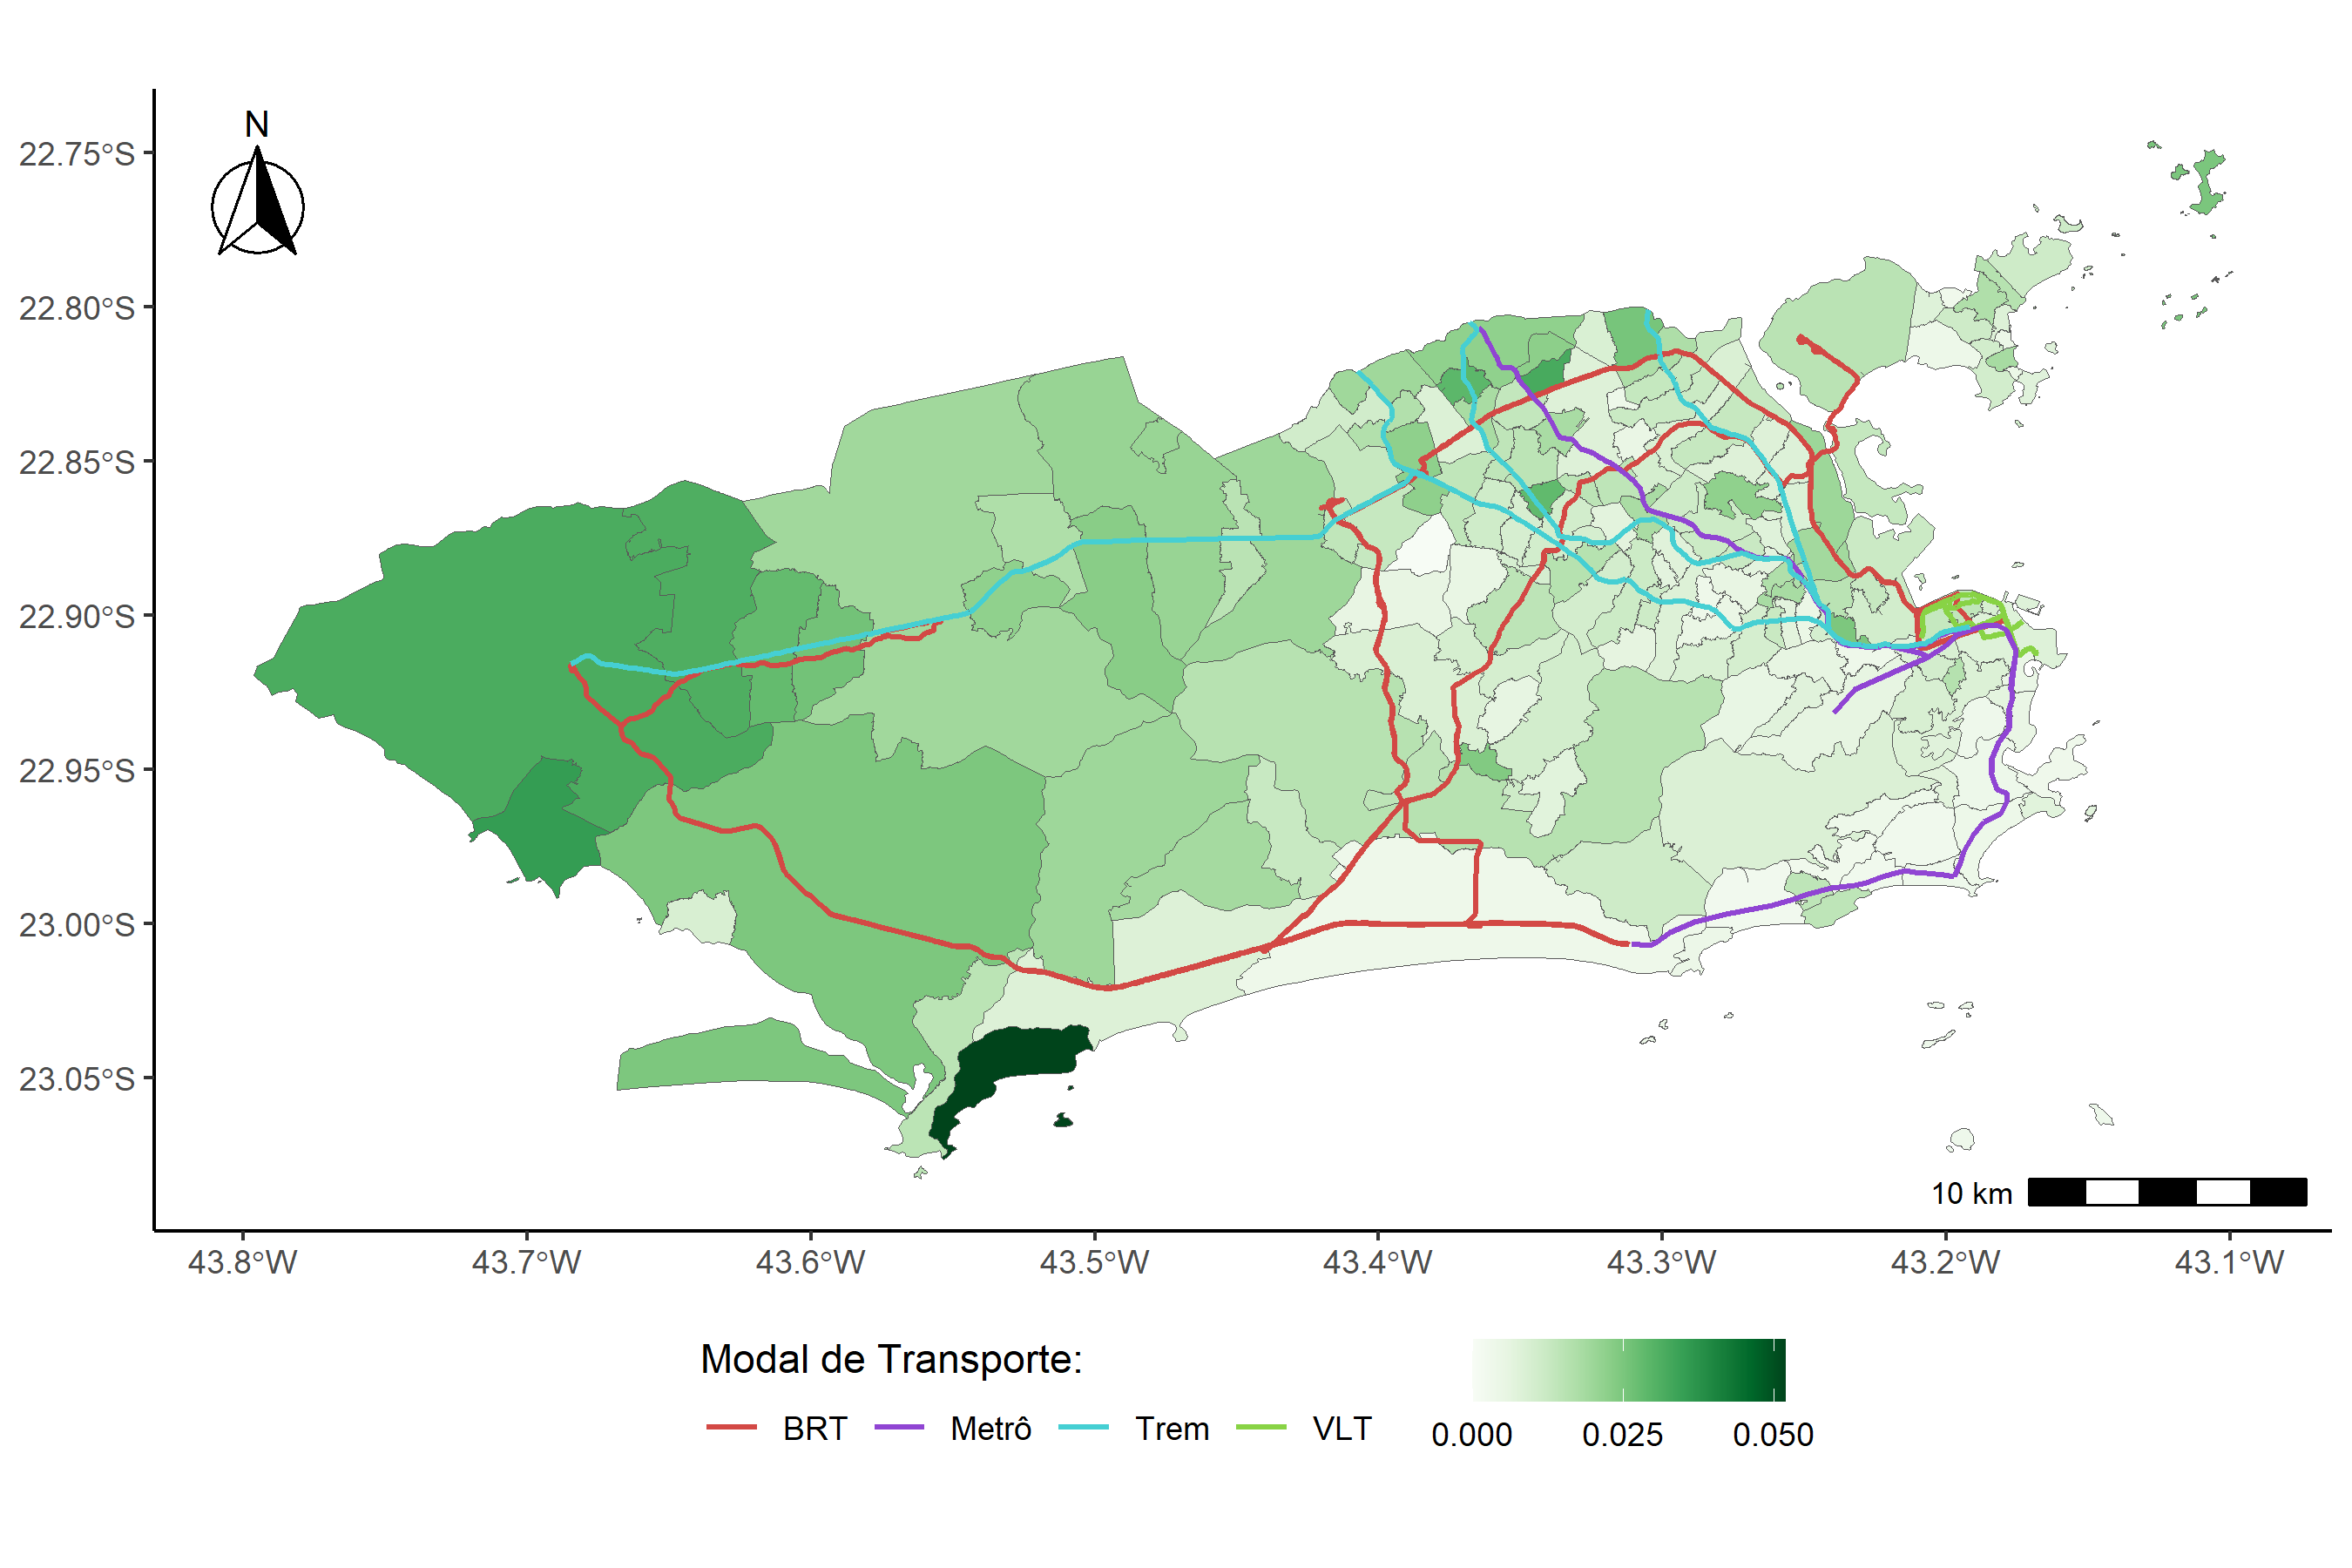 N
22.75°S
22.80°S
22.85°S
22.90°S
22.95°S
23.00°S
23.05°S
10 km
43.8°W 43.7°W 43.6°W 43.5°W 43.4°W 43.3°W 43.2°W 43.1°W
Modal de Transporte:
BRT Metrô Trem VLT
0.000 0.025 0.050